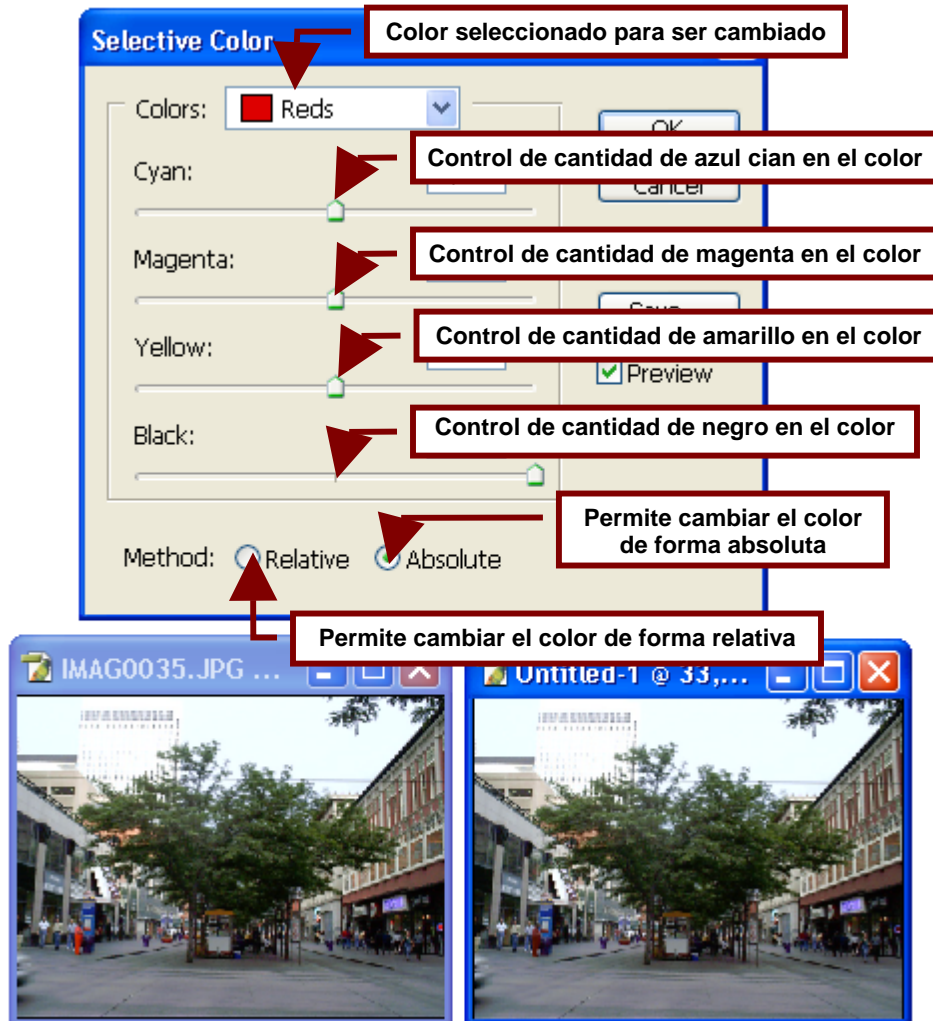 Selective Color
Color seleccionado para ser cambiado
Colors: Reds
OK
Cyan:
Control de cantidad de azul cian en el color
Cancel
Magenta:
Control de cantidad de magenta en el color
Save...
Yellow:
Control de cantidad de amarillo en el color
Preview
Black:
Control de cantidad de negro en el color
Permite cambiar el color
de forma absoluta
Method: Relative Absolute
Permite cambiar el color de forma relativa
IMAG0035.JPG ...
Untitled-1 @ 33,...